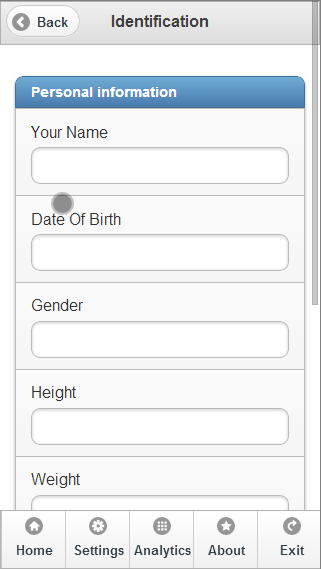 Back
Identification
Personal information
Your Name
Date Of Birth
Gender
Height
Weight
Home
Settings
Analytics
About
Exit